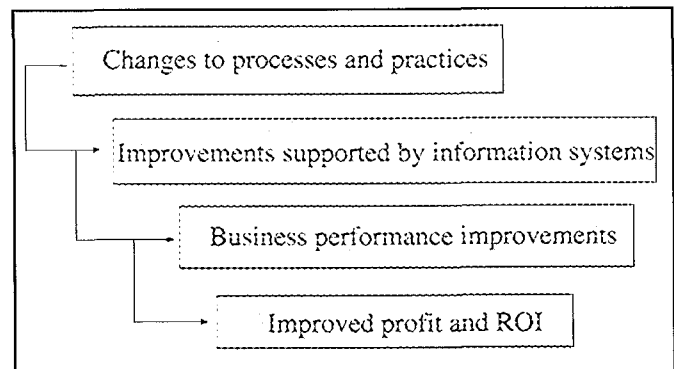 Changes to processes and practices
Improvements supported by information systems
Business performance improvements
Improved profit and ROI